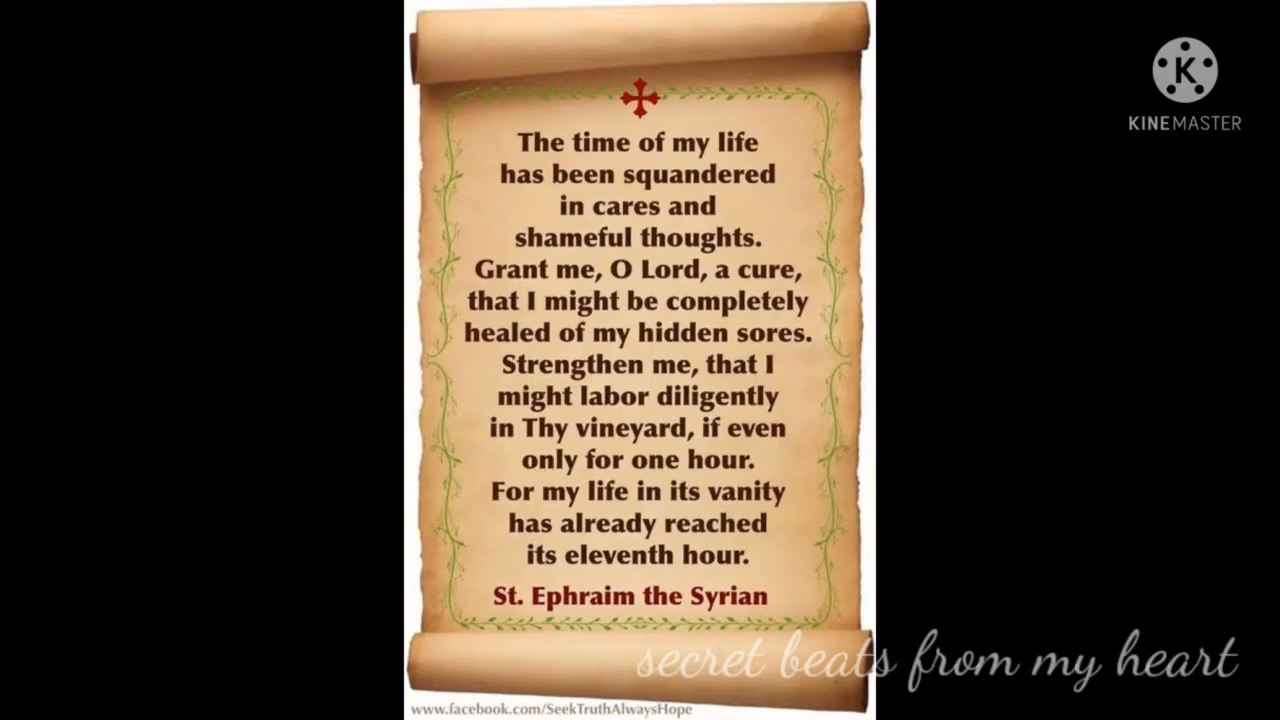 K
KINEMASTER
The time of my life
has been squandered
in cares and
shameful thoughts.
Grant me, O Lord, a cure,
that I might be completely
healed of my hidden sores.
Strengthen me, that I
might labor diligently
in Thy vineyard, if even
only for one hour.
For my life in its vanity
has already reached
its eleventh hour.
St. Ephraim the Syrian
secret beats from my heart
www.facebook.com/SeekTruthAlwaysHope